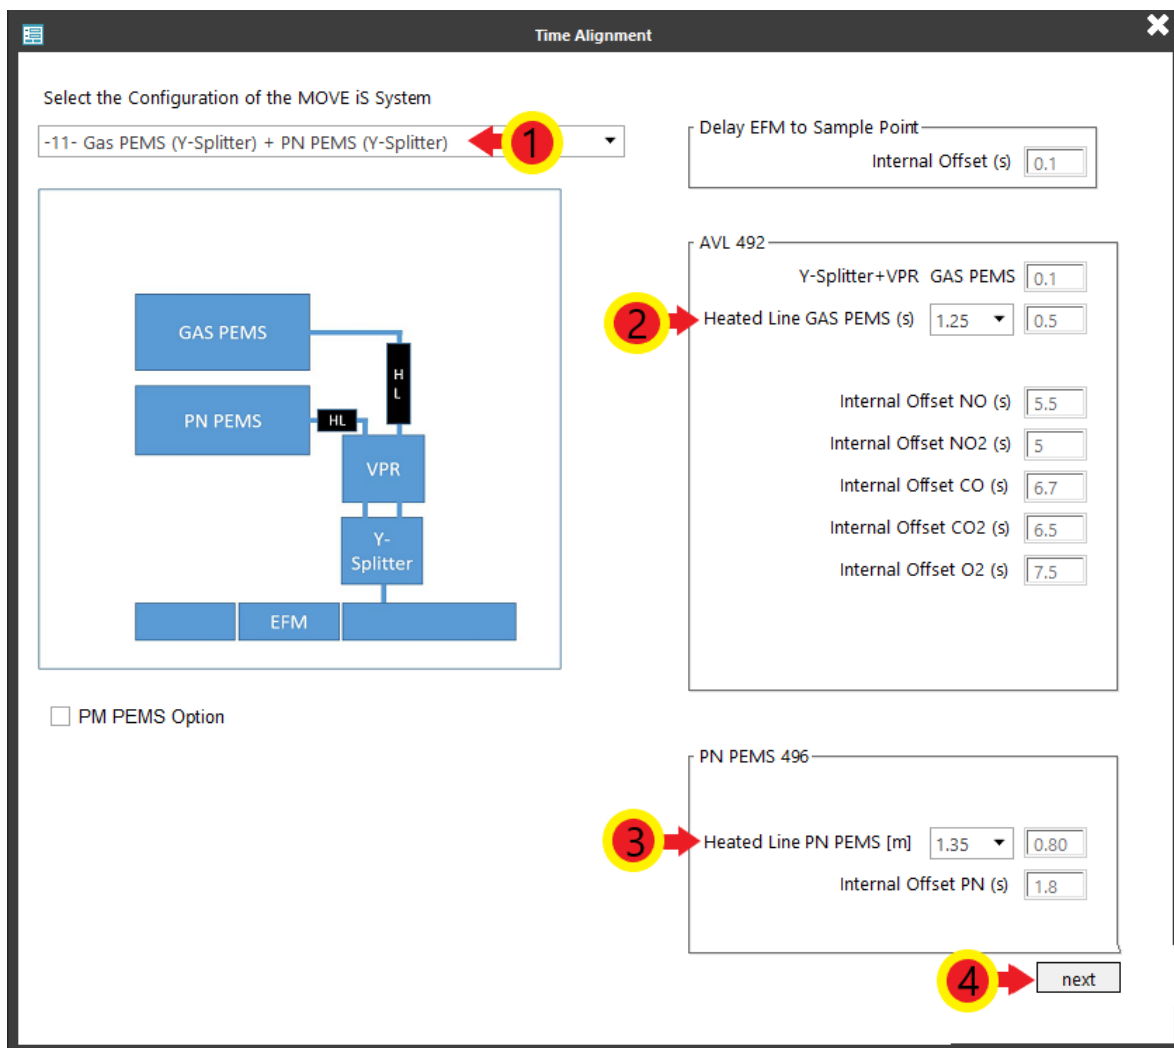 Time Alignment
Select the Configuration of the MOVE iS System
-11- Gas PEMS (Y-Splitter) + PN PEMS (Y-Splitter)
1
GAS PEMS
H
L
PN PEMS
HL
VPR
Y-
Splitter
EFM
PM PEMS Option
Delay EFM to Sample Point
Internal Offset (s) 0.1
AVL 492
Y-Splitter+VPR GAS PEMS 0.1
2
Heated Line GAS PEMS (s) 1.25 0.5
Internal Offset NO (s) 5.5
Internal Offset NO2 (s) 5
Internal Offset CO (s) 6.7
Internal Offset CO2 (s) 6.5
Internal Offset O2 (s) 7.5
PN PEMS 496
3
Heated Line PN PEMS [m] 1.35 0.80
Internal Offset PN (s) 1.8
4
next